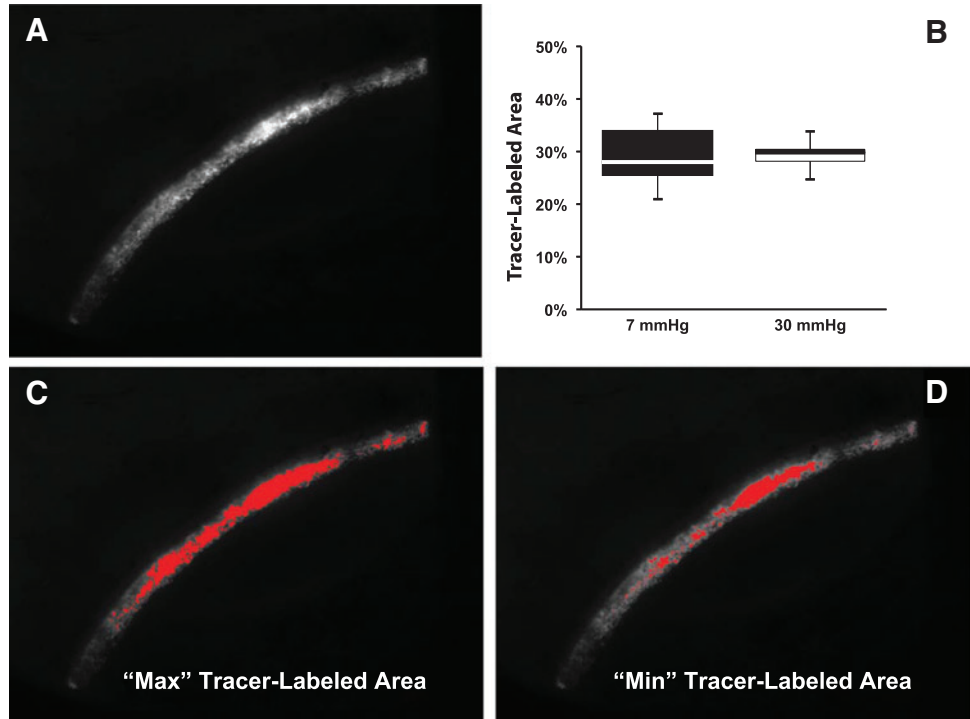 A
B
50%
40%
30%
20%
10%
0%
Tracer-Labeled Area
7 mmHg
30 mmHg
C
“Max” Tracer-Labeled Area
D
“Min” Tracer-Labeled Area